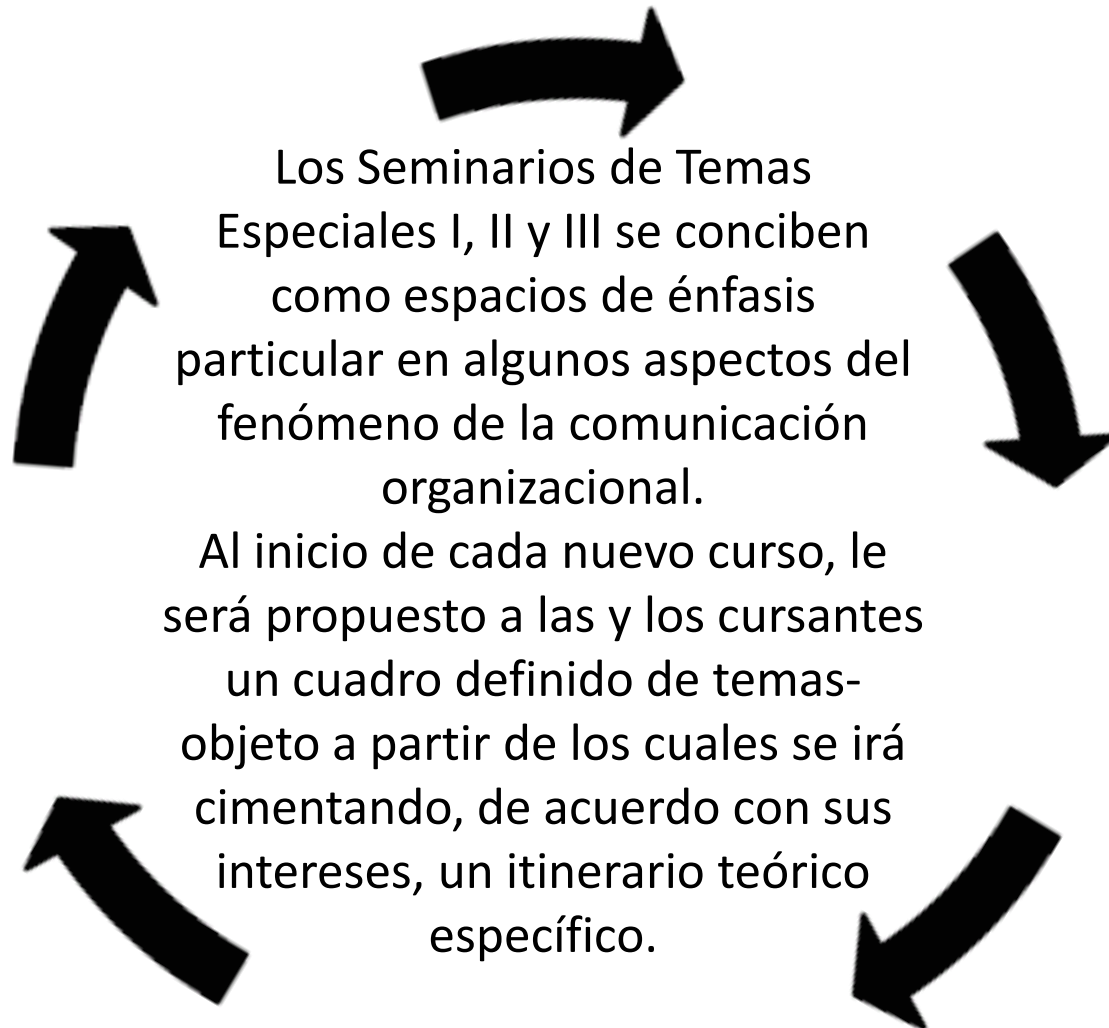 Los Seminarios de Temas
Especiales I, II y III se conciben
como espacios de énfasis
particular en algunos aspectos del
fenómeno de la comunicación
organizacional.
Al inicio de cada nuevo curso, le
será propuesto a las y los cursantes
un cuadro definido de temas-
objeto a partir de los cuales se irá
cimentando, de acuerdo con sus
intereses, un itinerario teórico
específico.